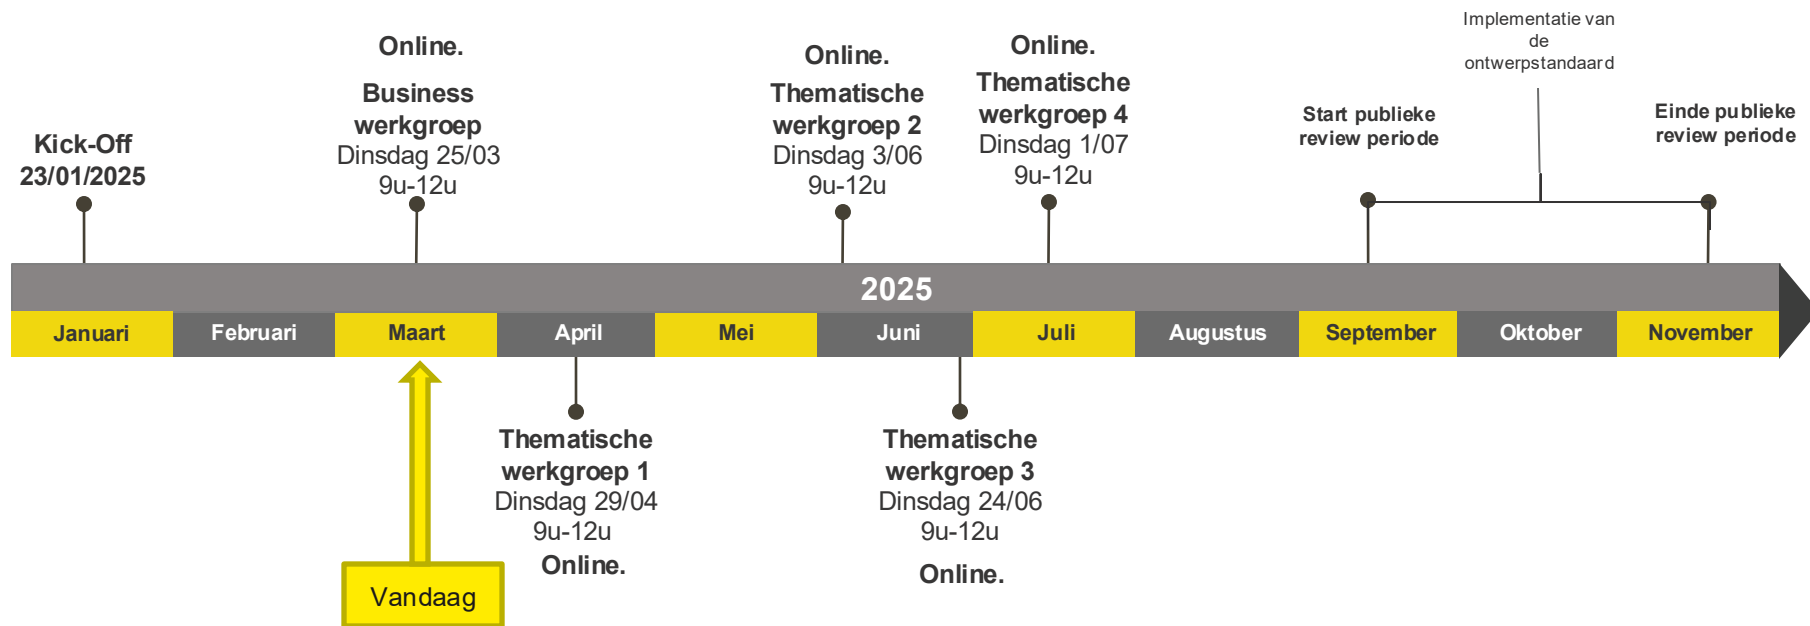 Kick-Off
23/01/2025
Online.
Business
werkgroep
Dinsdag 25/03
9u-12u
Online.
Thematische
werkgroep 2
Dinsdag 3/06
9u-12u
Online.
Thematische
werkgroep 4
Dinsdag 1/07
9u-12u
Start publieke
review periode
Implementatie van
de
ontwerpstandaard
Einde publieke
review periode
2025
Januari
Februari
Maart
April
Mei
Juni
Juli
Augustus
September
Oktober
November
Vandaag
Thematische
werkgroep 1
Dinsdag 29/04
9u-12u
Online.
Thematische
werkgroep 3
Dinsdag 24/06
9u-12u
Online.